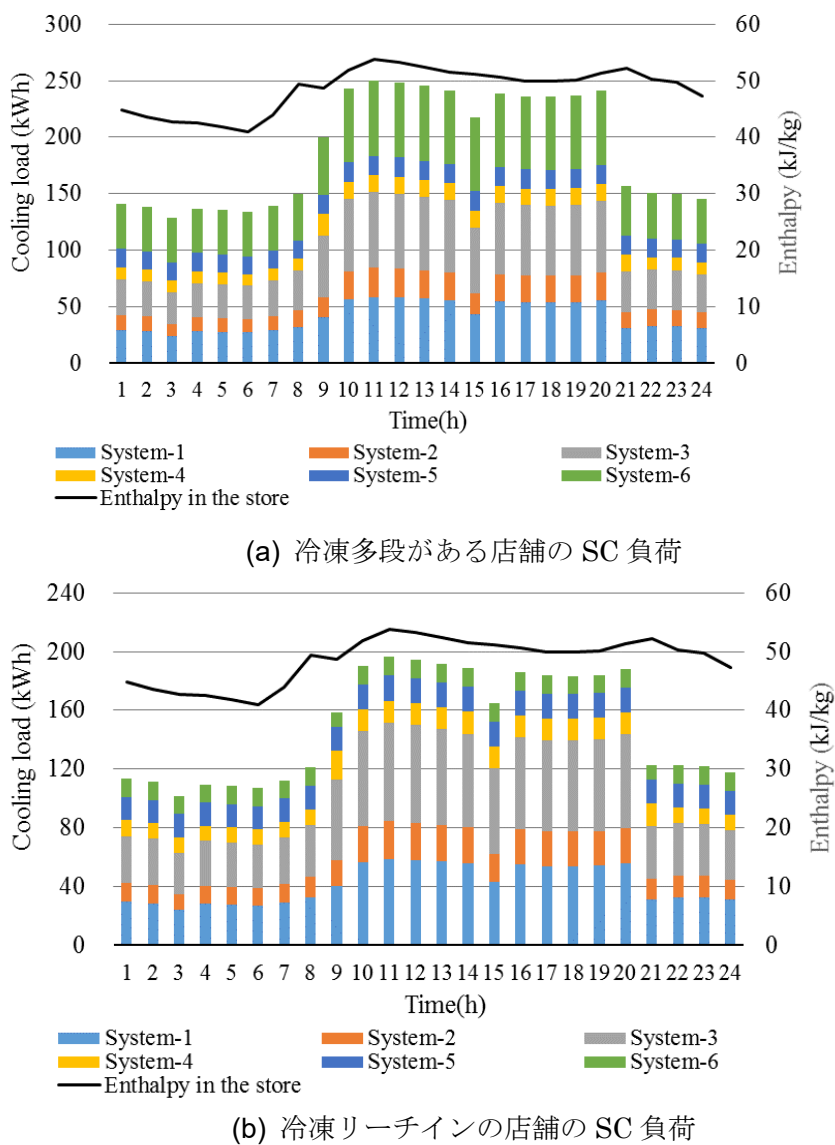 300
250
200
150
100
50
0
Cooling load (kWh)
60
50
40
30
20
10
0
Enthalpy (kJ/kg)
1 2 3 4 5 6 7 8 9 10 11 12 13 14 15 16 17 18 19 20 21 22 23 24
Time(h)
System-1 System-2 System-3
System-4 System-5 System-6
Enthalpy in the store
(a) 冷凍多段がある店舗の SC 負荷
240
200
160
120
80
40
0
Cooling load (kWh)
60
50
40
30
20
10
0
Enthalpy (kJ/kg)
1 2 3 4 5 6 7 8 9 10 11 12 13 14 15 16 17 18 19 20 21 22 23 24
Time(h)
System-1 System-2 System-3
System-4 System-5 System-6
Enthalpy in the store
(b) 冷凍リーチインの店舗の SC 負荷